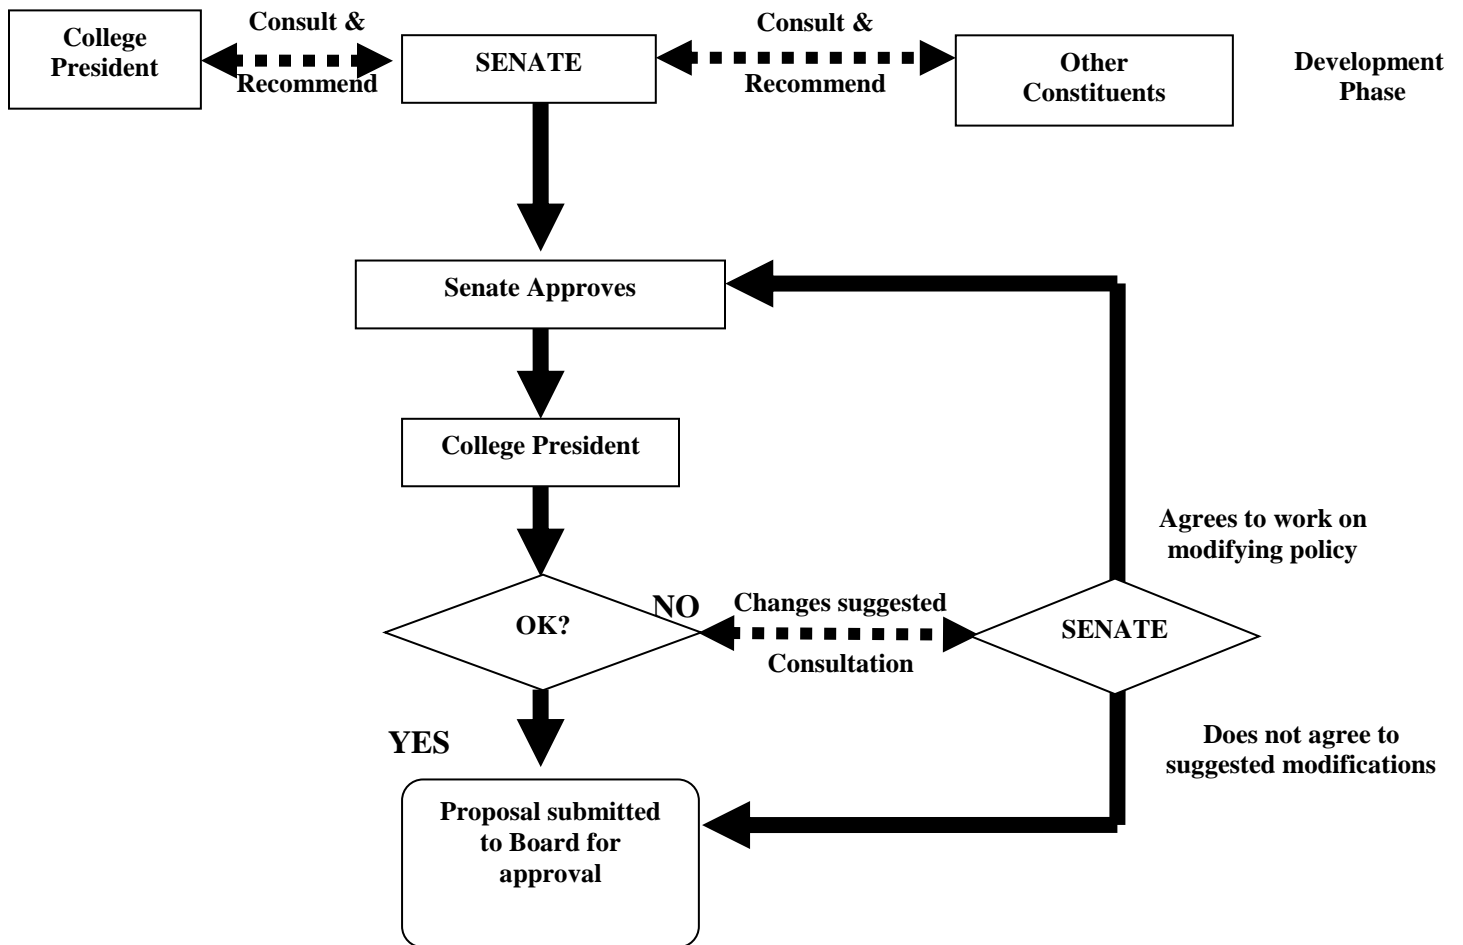 College
President
Consult &
Recommend
SENATE
Consult &
Recommend
Other
Constituents
Development
Phase
Senate Approves
College President
Agrees to work on
modifying policy
OK?
NO
Changes suggested
Consultation
SENATE
YES
Does not agree to
suggested modifications
Proposal submitted
to Board for
approval